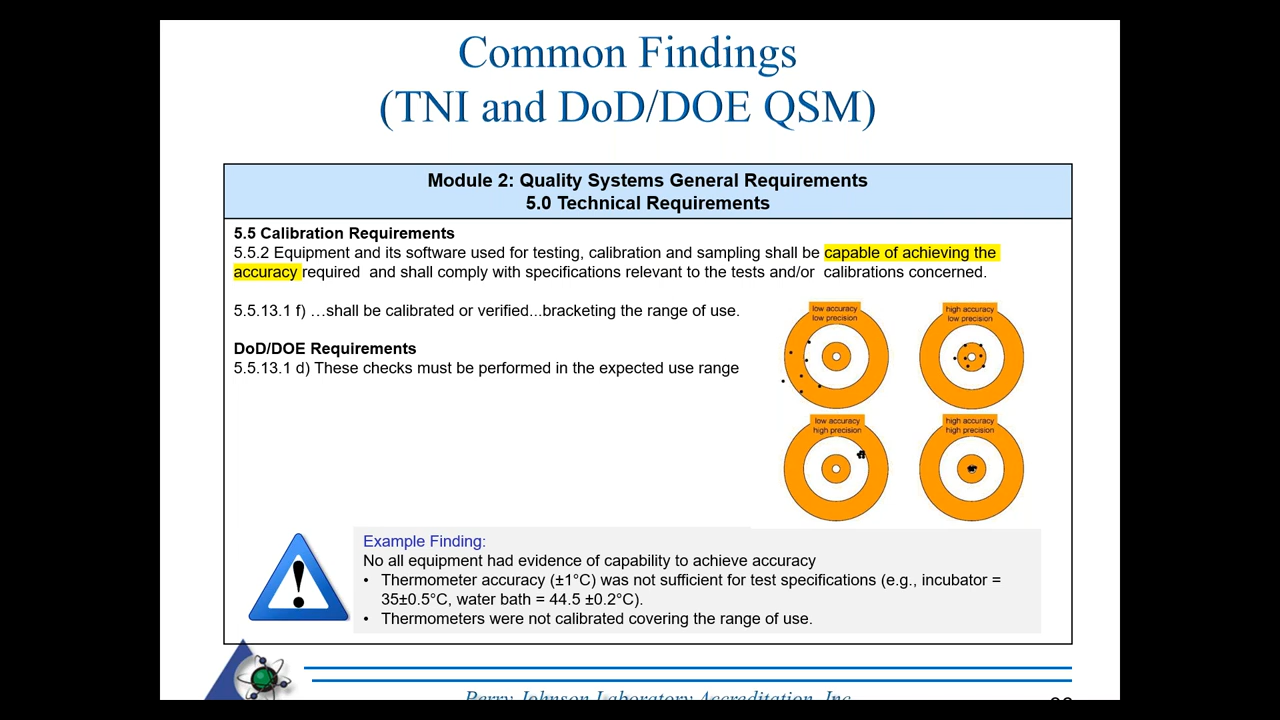 Common Findings
(TNI and DoD/DOE QSM)
Module 2: Quality Systems General Requirements
5.0 Technical Requirements
5.5 Calibration Requirements
5.5.2 Equipment and its software used for testing, calibration and sampling shall be capable of achieving the
accuracy required and shall comply with specifications relevant to the tests and/or calibrations concerned.
5.5.13.1 f) …shall be calibrated or verified...bracketing the range of use.
DoD/DOE Requirements
5.5.13.1 d) These checks must be performed in the expected use range
low accuracy
low precision
high accuracy
low precision
low accuracy
high precision
high accuracy
high precision
Example Finding:
No all equipment had evidence of capability to achieve accuracy
• Thermometer accuracy (±1°C) was not sufficient for test specifications (e.g., incubator =
35±0.5°C, water bath = 44.5 ±0.2°C).
• Thermometers were not calibrated covering the range of use.
Perry Johnson Laboratory Accreditation, Inc